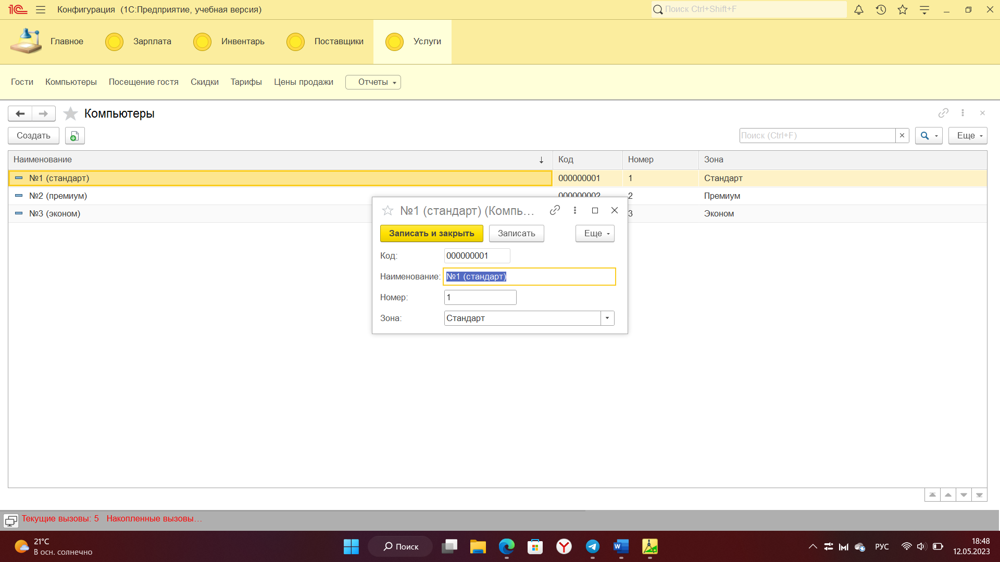 Конфигурация (1С:Предприятие, учебная версия)
Поиск Ctrl+Shift+F
Главное
Зарплата
Инвентарь
Поставщики
Услуги
Гости
Компьютеры
Посещение гостя
Скидки
Тарифы
Цены продажи
Отчеты
Компьютеры
Создать
Поиск (Ctrl+F)
Еще
Наименование
Код
Номер
Зона
№1 (стандарт)
000000001
1
Стандарт
№2 (премиум)
000000002
2
Премиум
№3 (эконом)
3
Эконом
№1 (стандарт) (Компь...
Записать и закрыть
Записать
Еще
Код:
000000001
Наименование:
№1 (стандарт)
Номер:
1
Зона:
Стандарт
Текущие вызовы: 5 Накопленные вызовы...
21°C
В осн. солнечно
Поиск
РУС
18:48
12.05.2023